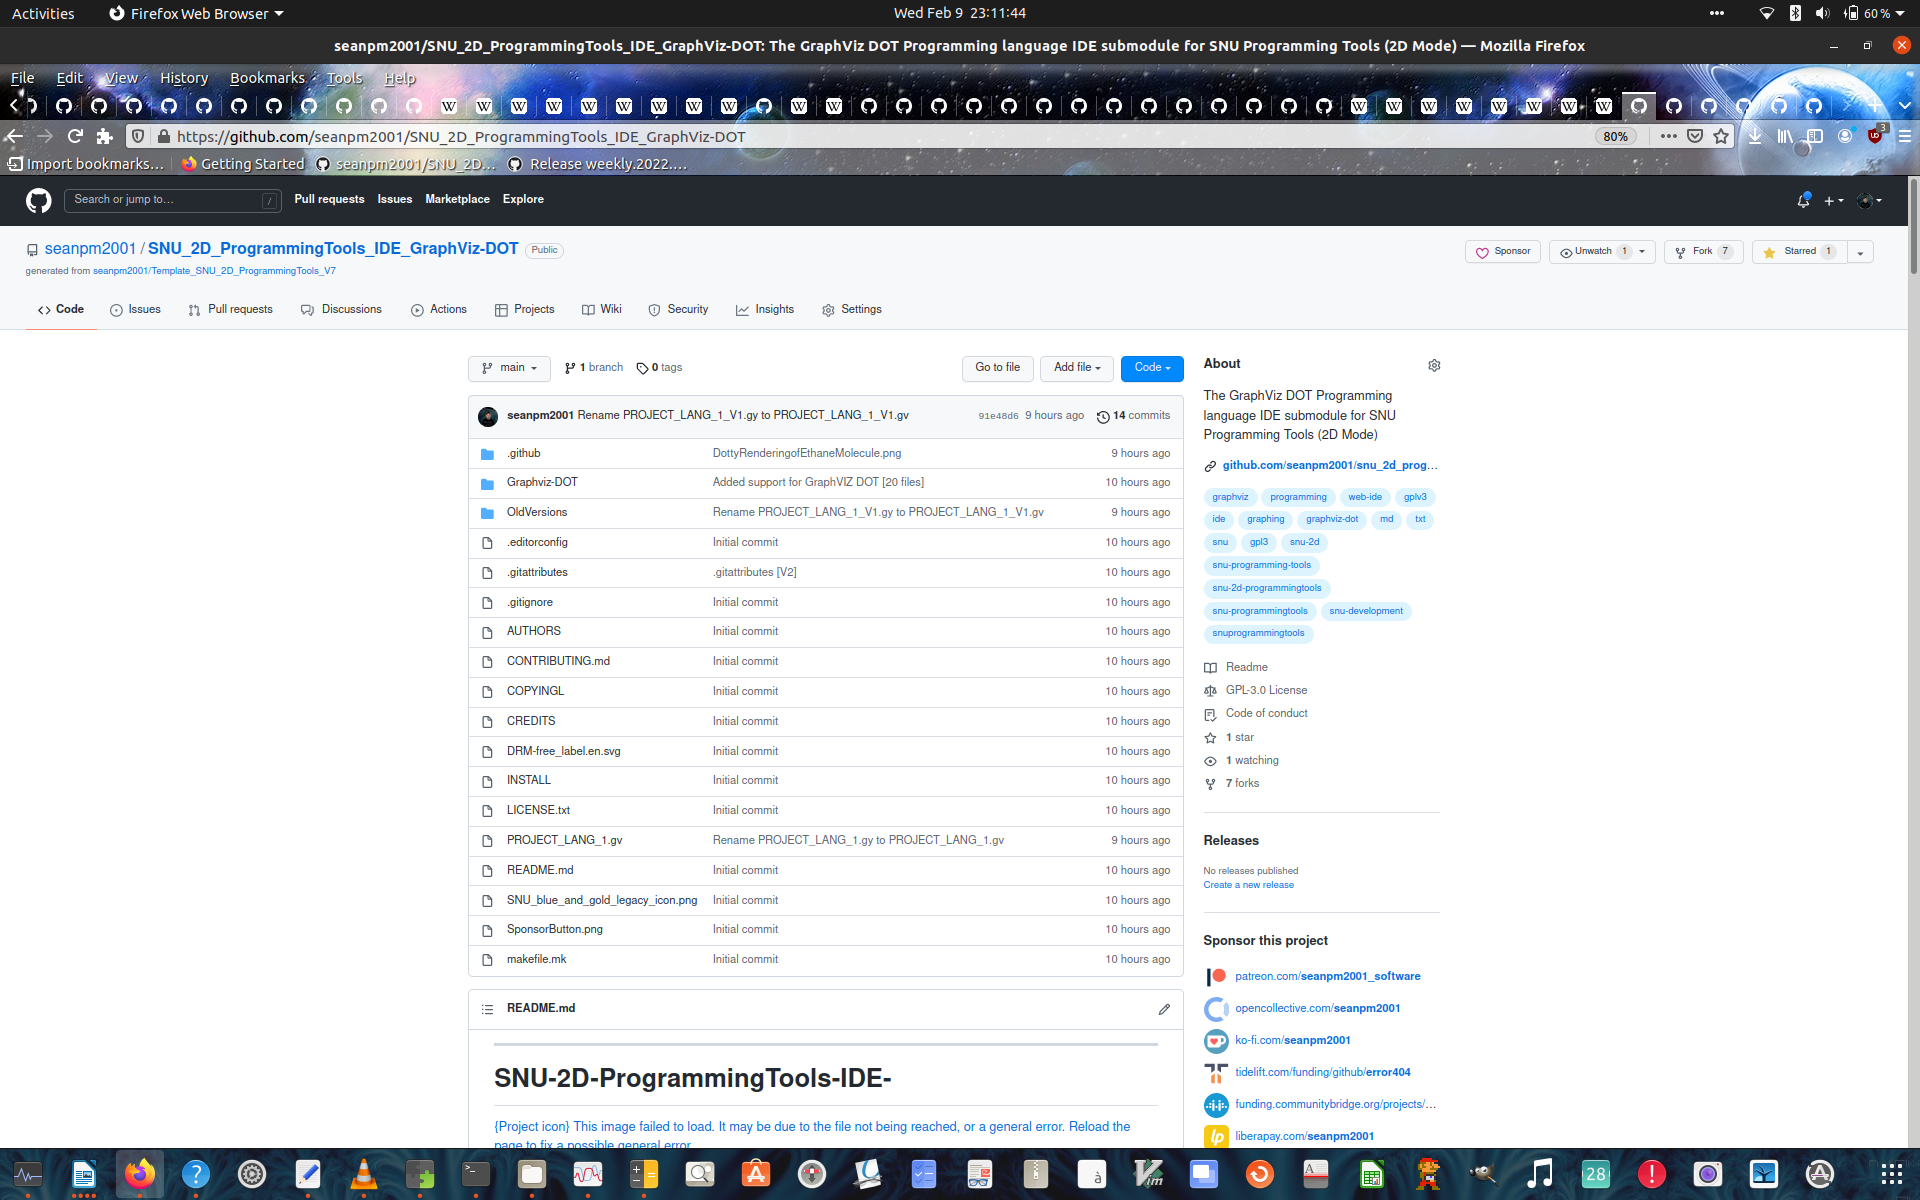 Activities
Firefox Web Browser
Wed Feb 9 23:11:44
60 %
seanpm2001/SNU_2D_ProgrammingTools_IDE_GraphViz-DOT: The GraphViz DOT Programming language IDE submodule for SNU Programming Tools (2D Mode) — Mozilla Firefox
File Edit View History Bookmarks Tools Help
https://github.com/seanpm2001/SNU_2D_ProgrammingTools_IDE_GraphViz-DOT
80%
3
Import bookmarks…
Getting Started
seanpm2001/SNU_2D…
Release weekly.2022.…
Search or jump to…
/
Pull requests
Issues
Marketplace
Explore
seanpm2001 / SNU_2D_ProgrammingTools_IDE_GraphViz-DOT
Public
Sponsor
Unwatch 1
Fork 7
Starred 1
generated from seanpm2001/Template_SNU_2D_ProgrammingTools_V7
Code
Issues
Pull requests
Discussions
Actions
Projects
Wiki
Security
Insights
Settings
main
1 branch
0 tags
Go to file
Add file
Code
seanpm2001 Rename PROJECT_LANG_1_V1.gy to PROJECT_LANG_1_V1.gv
91e48d6 9 hours ago
14 commits
.github DottyRenderingofEthaneMolecule.png 9 hours ago
Graphviz-DOT Added support for GraphVIZ DOT [20 files] 10 hours ago
OldVersions Rename PROJECT_LANG_1_V1.gy to PROJECT_LANG_1_V1.gv 9 hours ago
.editorconfig Initial commit 10 hours ago
.gitattributes .gitattributes [V2] 10 hours ago
.gitignore Initial commit 10 hours ago
AUTHORS Initial commit 10 hours ago
CONTRIBUTING.md Initial commit 10 hours ago
COPYINGL Initial commit 10 hours ago
CREDITS Initial commit 10 hours ago
DRM-free_label.en.svg Initial commit 10 hours ago
INSTALL Initial commit 10 hours ago
LICENSE.txt Initial commit 10 hours ago
PROJECT_LANG_1.gv Rename PROJECT_LANG_1.gy to PROJECT_LANG_1.gv 9 hours ago
README.md Initial commit 10 hours ago
SNU_blue_and_gold_legacy_icon.png Initial commit 10 hours ago
SponsorButton.png Initial commit 10 hours ago
makefile.mk Initial commit 10 hours ago
README.md
SNU-2D-ProgrammingTools-IDE-
{Project icon} This image failed to load. It may be due to the file not being reached, or a general error. Reload the
page to fix a possible general error.
About
The GraphViz DOT Programming
language IDE submodule for SNU
Programming Tools (2D Mode)
github.com/seanpm2001/snu_2d_prog…
graphviz programming web-ide gplv3
ide graphing graphviz-dot md txt
snu gpl3 snu-2d
snu-programming-tools
snu-2d-programmingtools
snu-programmingtools snu-development
snuprogrammingtools
Readme
GPL-3.0 License
Code of conduct
1 star
1 watching
7 forks
Releases
No releases published
Create a new release
Sponsor this project
patreon.com/seanpm2001_software
opencollective.com/seanpm2001
ko-fi.com/seanpm2001
tidelift.com/funding/github/error404
funding.communitybridge.org/projects/…
liberapay.com/seanpm2001
28